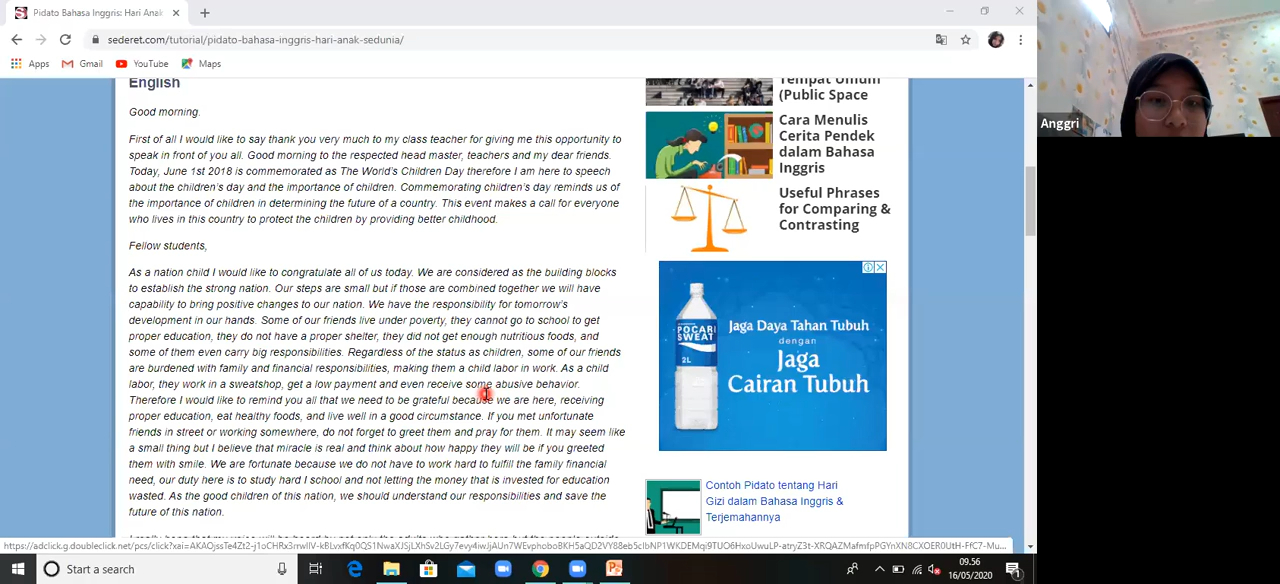 Pidato Bahasa Inggris: Hari Anak
sederet.com/tutorial/pidato-bahasa-inggris-hari-anak-sedunia/
Apps
Gmail
YouTube
Maps
English
Good morning.
First of all I would like to say thank you very much to my class teacher for giving me this opportunity to
speak in front of you all. Good morning to the respected head master, teachers and my dear friends.
Today, June 1st 2018 is commemorated as The World's Children Day therefore I am here to speech
about the children's day and the importance of children. Commemorating children's day reminds us of
the importance of children in determining the future of a country. This event makes a call for everyone
who lives in this country to protect the children by providing better childhood.
Fellow students,
As a nation child I would like to congratulate all of us today. We are considered as the building blocks
to establish the strong nation. Our steps are small but if those are combined together we will have
capability to bring positive changes to our nation. We have the responsibility for tomorrow's
development in our hands. Some of our friends live under poverty, they cannot go to school to get
proper education, they do not have a proper shelter, they did not get enough nutritious foods, and
some of them even carry big responsibilities. Regardless of the status as children, some of our friends
are burdened with family and financial responsibilities, making them a child labor in work. As a child
labor, they work in a sweatshop, get a low payment and even receive some abusive behavior.
Therefore I would like to remind you all that we need to be grateful because we are here, receiving
proper education, eat healthy foods, and live well in a good circumstance. If you met unfortunate
friends in street or working somewhere, do not forget to greet them and pray for them. It may seem like
a small thing but I believe that miracle is real and think about how happy they will be if you greeted
them with smile. We are fortunate because we do not have to work hard to fulfill the family financial
need, our duty here is to study hard I school and not letting the money that is invested for education
wasted. As the good children of this nation, we should understand our responsibilities and save the
future of this nation.
Tempat Umum
(Public Space
Cara Menulis
Cerita Pendek
dalam Bahasa
Inggris
Useful Phrases
for Comparing &
Contrasting
POCARI
SWEAT
2L
Jaga Daya Tahan Tubuh
dengan
Jaga
Cairan Tubuh
Contoh Pidato tentang Hari
Gizi dalam Bahasa Inggris &
Terjemahannya
Anggri
Start a search
09.56
16/05/2020